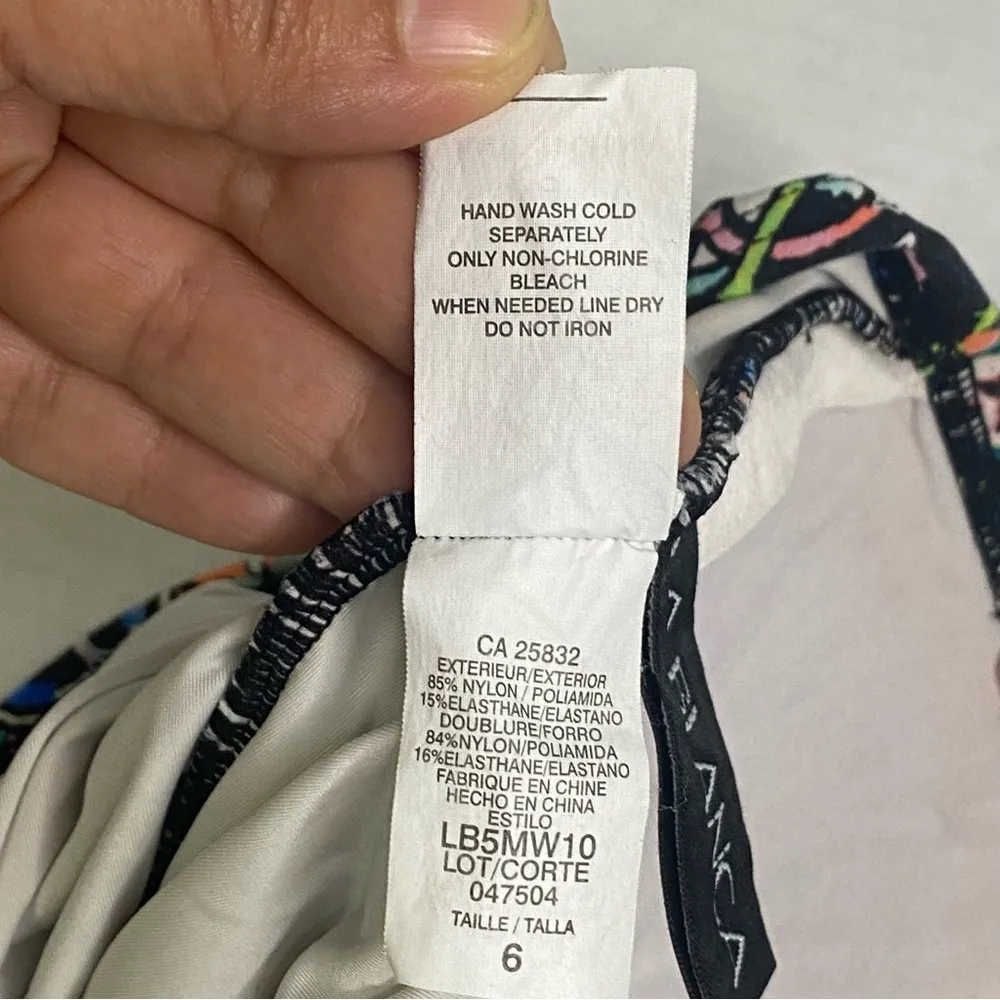 HAND WASH COLD
SEPARATELY
ONLY NON-CHLORINE
BLEACH
WHEN NEEDED LINE DRY
DO NOT IRON
CA 25832
EXTERIEUR/EXTERIOR
85% NYLON / POLIAMIDA
15%ELASTHANE/ELASTANO
DOUBLURE/FORRO
84%NYLON/POLIAMIDA
16%ELASTHANE/ELASTANO
FABRIQUE EN CHINE
HECHO EN CHINA
ESTILO
LB5MW10
LOT/CORTE
047504
TAILLE / TALLA
6